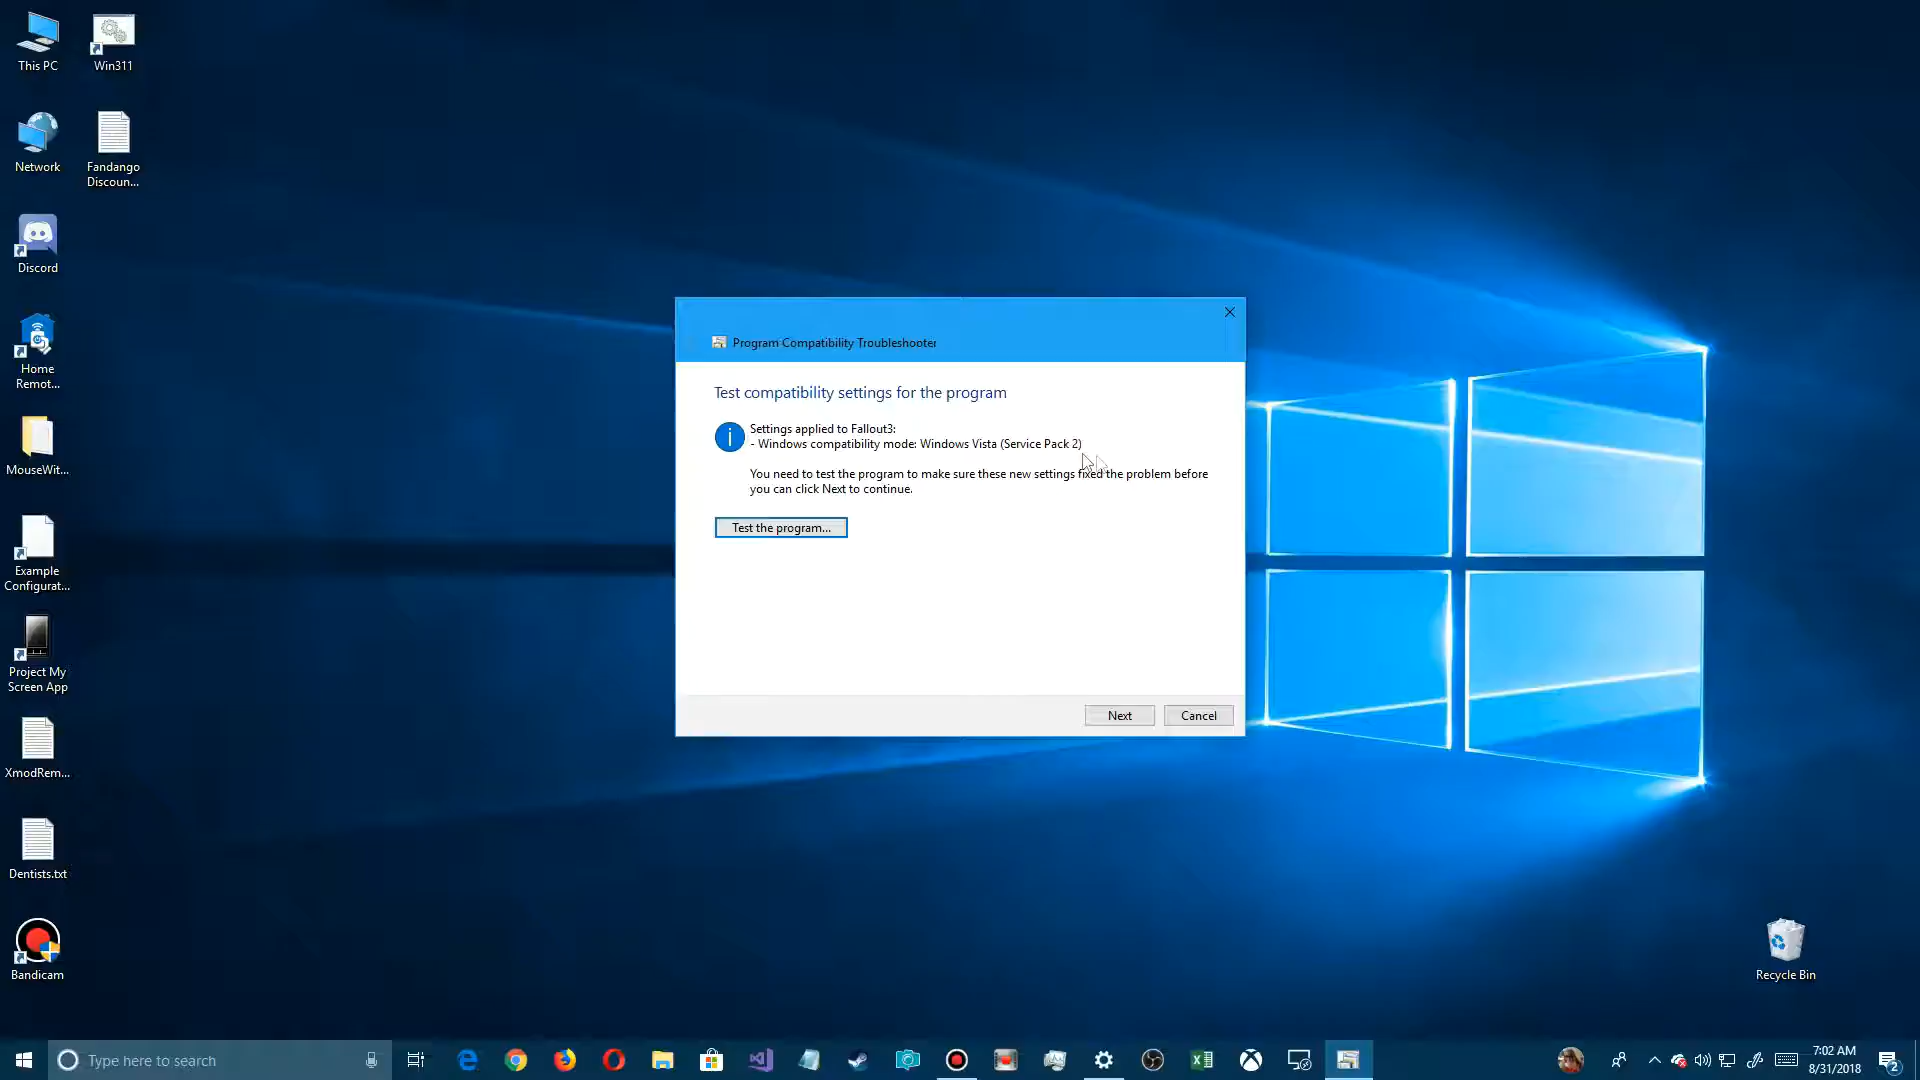 This PC
Win311
Network
Fandango
Discoun...
Discord
Home
Remot...
MouseWit...
Example
Configurat...
Project My
Screen App
XmodRem...
Dentists.txt
Bandicam
Program Compatibility Troubleshooter
Test compatibility settings for the program
Settings applied to Fallout3:
- Windows compatibility mode: Windows Vista (Service Pack 2)
You need to test the program to make sure these new settings fixed the problem before
you can click Next to continue.
Test the program...
Next
Cancel
Recycle Bin
Type here to search
7:02 AM
8/31/2018
2